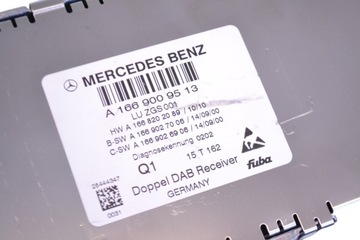 MERCEDES BENZ
A 166 900 95 13
LU ZGS 001
HW A 166 820 20 89 / 10/10
B-SW A 166 902 70 06 / 14/09/00
C-SW A 166 902 69 06 / 14/09/00
Diagnosekennung 0202
Q1
15 T 162
26444347
0031
Doppel DAB Receiver
GERMANY
fuba